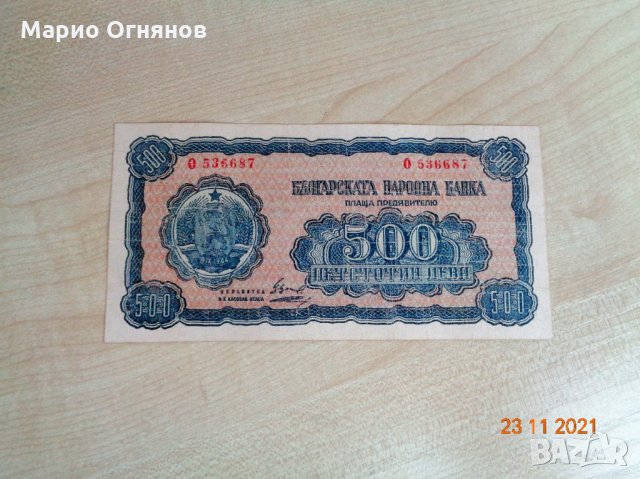 Марио Огнянов
500
500
О 536687
О 536687
БЪЛГАРСКАТА НАРОДНА БАНКА
ПЛАЩА ПРЕДЯВИТЕЛЮ
500
ПЕТСТОТИН ЛЕВА
500
500
23 11 2021
BAZAR